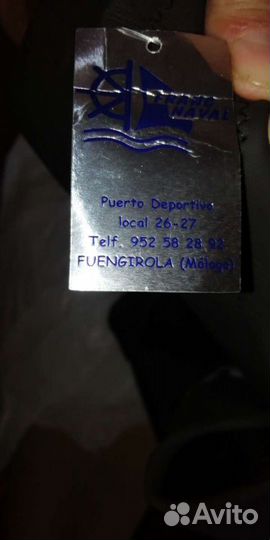 NAVAL
Puerto Deportivo
local 26-27
Telf. 952 58 28 92
FUENGIROLA (Málaga)
Avito